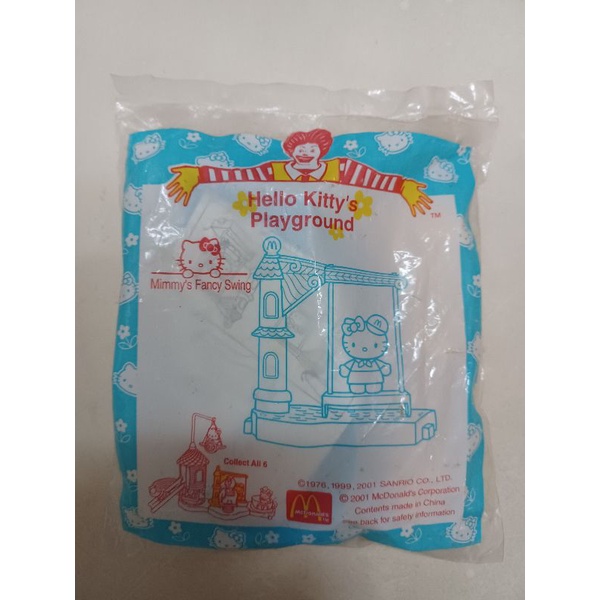 Hello Kitty's
Playground
TM
Mimmy's Fancy Swing
Collect All 6
McDonald's
©1976, 1999, 2001 SANRIO CO., LTD.
© 2001 McDonald's Corporation
Contents made in China
back for safety information